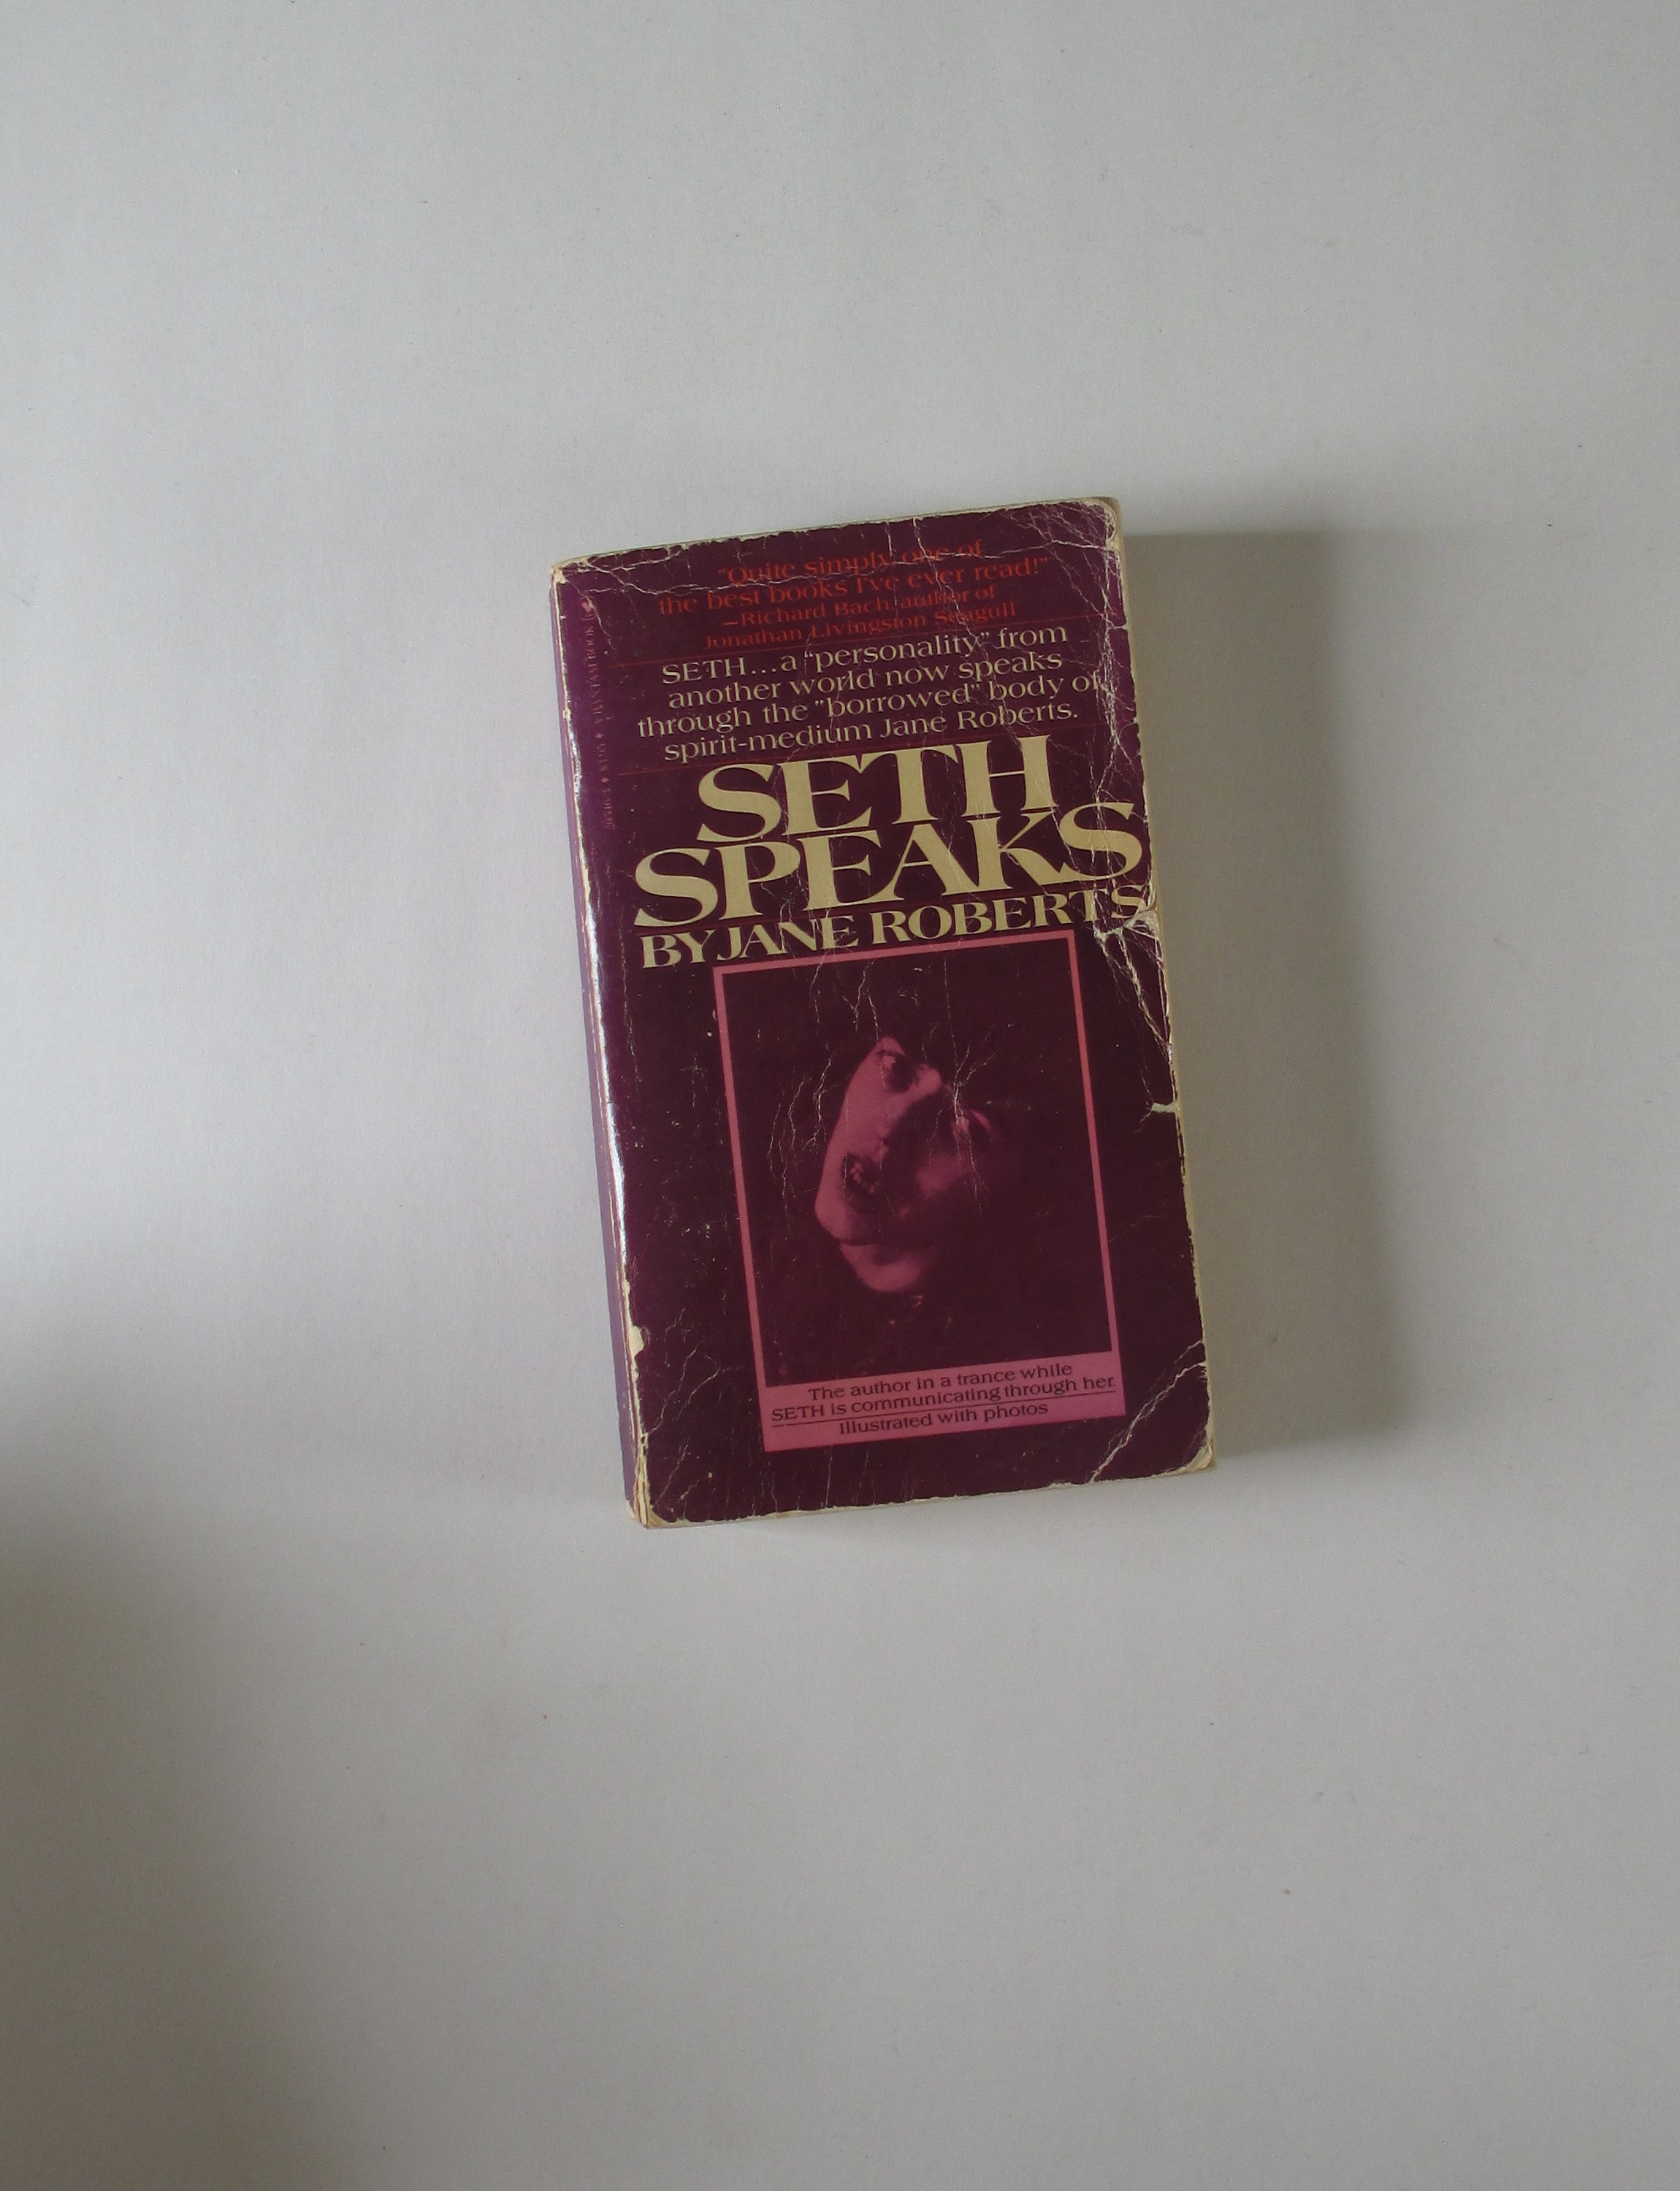 "Quite simply, one of
the best books I've ever read!"
—Richard Bach, author of
Jonathan Livingston Seagull
SETH...a "personality" from
another world now speaks
through the "borrowed" body of
spirit-medium Jane Roberts.
SETH
SPEAKS
BY JANE ROBERTS
The author in a trance while
SETH is communicating through her.
Illustrated with photos